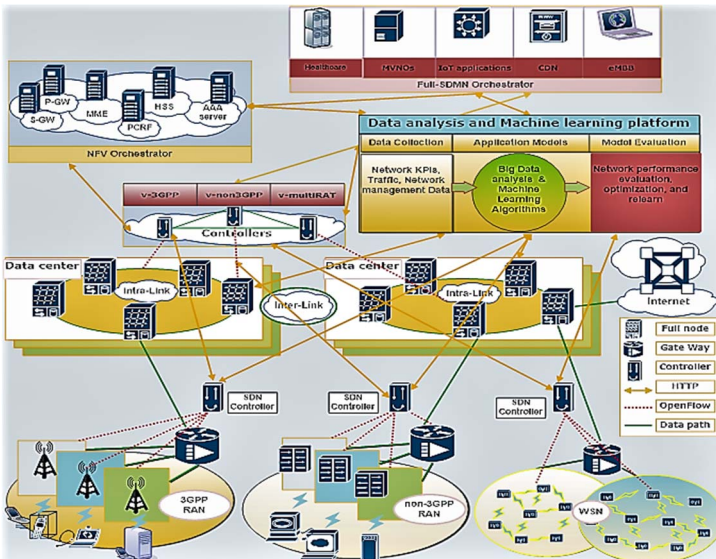 Healthcare
MVNOs
IoT applications
CDN
eMBB
Full-SDMN Orchestrator
P-GW
HSS
AAA
server
S-GW
MME
PCRF
NFV Orchestrator
Data analysis and Machine learning platform
Data Collection
Application Models
Model Evaluation
Network KPIs,
Traffic, Network
management Data
Big Data
analysis, &
Machine
Learning
Algorithms
Network performance
evaluation,
optimization, and
relearn
v-3GPP
v-non3GPP
v-multiRAT
Controllers
Data center
Intra-Link
Inter-Link
Data center
Intra-Link
Internet
Full node
Gate Way
Controller
HTTP
OpenFlow
Data path
SDN
Controller
SDN
Controller
SDN
Controller
3GPP
RAN
non-3GPP
RAN
WSN